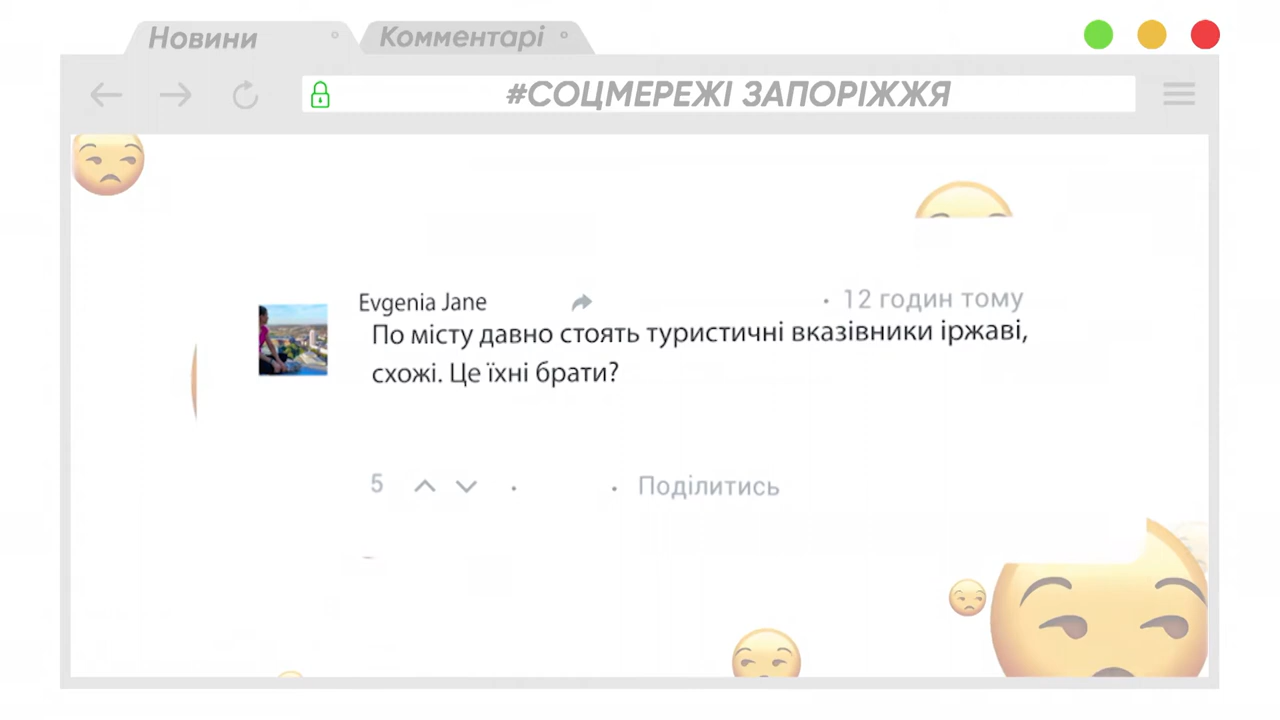 Новини
Комментарі
#СОЦМЕРЕЖІ ЗАПОРІЖЖЯ
Evgenia Jane
· 12 годин тому
По місту давно стоять туристичні вказівники іржаві,
схожі. Це їхні брати?
5 · · Поділитись